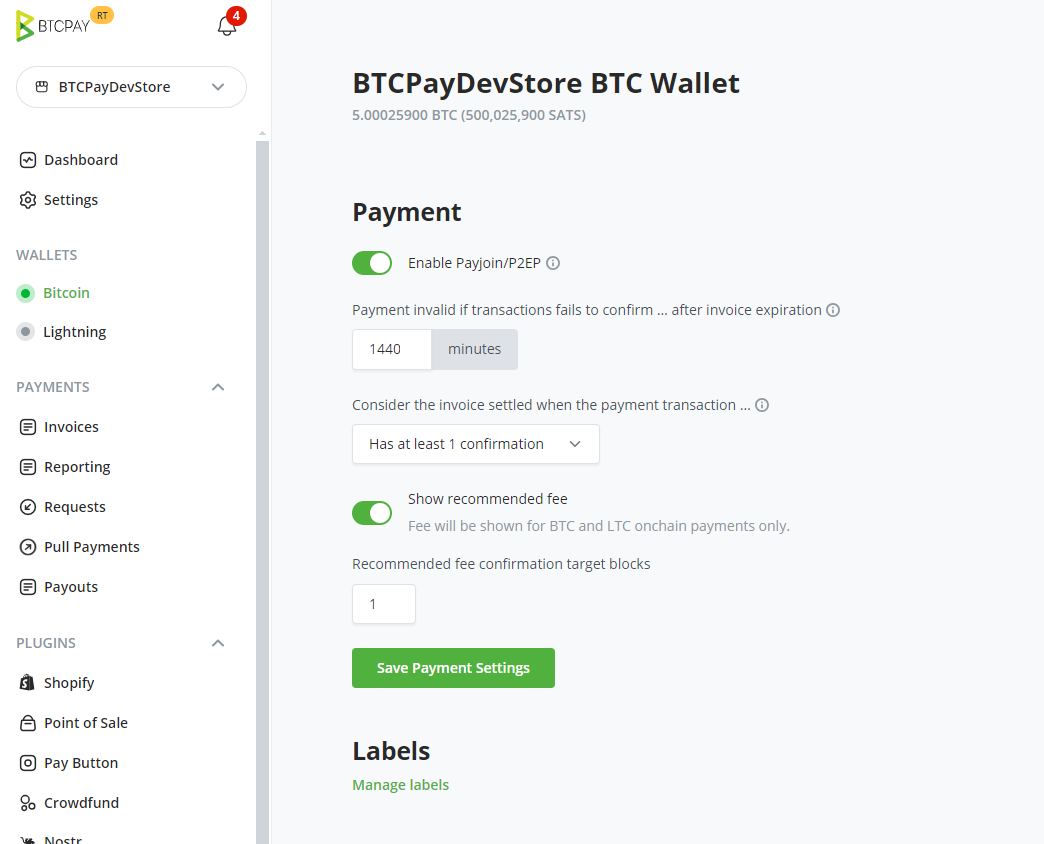 BTCPAY RT
4
BTCPayDevStore
Dashboard
Settings
WALLETS
Bitcoin
Lightning
PAYMENTS
Invoices
Reporting
Requests
Pull Payments
Payouts
PLUGINS
Shopify
Point of Sale
Pay Button
Crowdfund
Nostr
BTCPayDevStore BTC Wallet
5.00025900 BTC (500,025,900 SATS)
Payment
Enable Payjoin/P2EP
Payment invalid if transactions fails to confirm ... after invoice expiration
1440 minutes
Consider the invoice settled when the payment transaction ...
Has at least 1 confirmation
Show recommended fee
Fee will be shown for BTC and LTC onchain payments only.
Recommended fee confirmation target blocks
1
Save Payment Settings
Labels
Manage labels